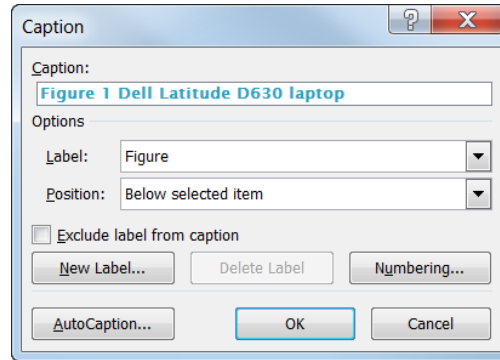 Caption
Caption:
Figure 1 Dell Latitude D630 laptop
Options
Label: Figure
Position: Below selected item
Exclude label from caption
New Label... Delete Label Numbering...
AutoCaption... OK Cancel